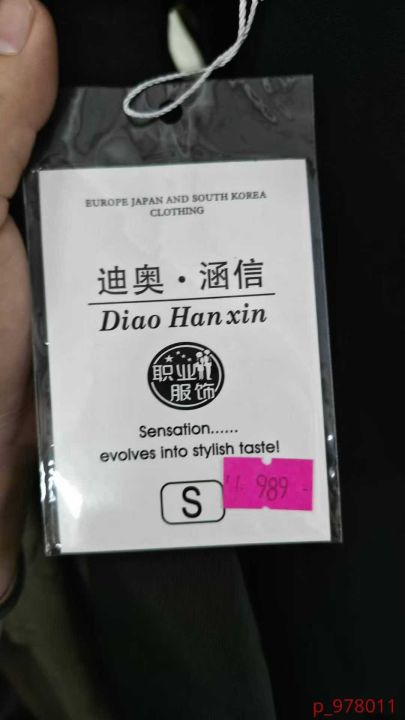 EUROPE JAPAN AND SOUTH KOREA
CLOTHING
迪奥·涵信
Diao Hanxin
职业
服饰
Sensation......
evolves into stylish taste!
S
989 -
p_978011